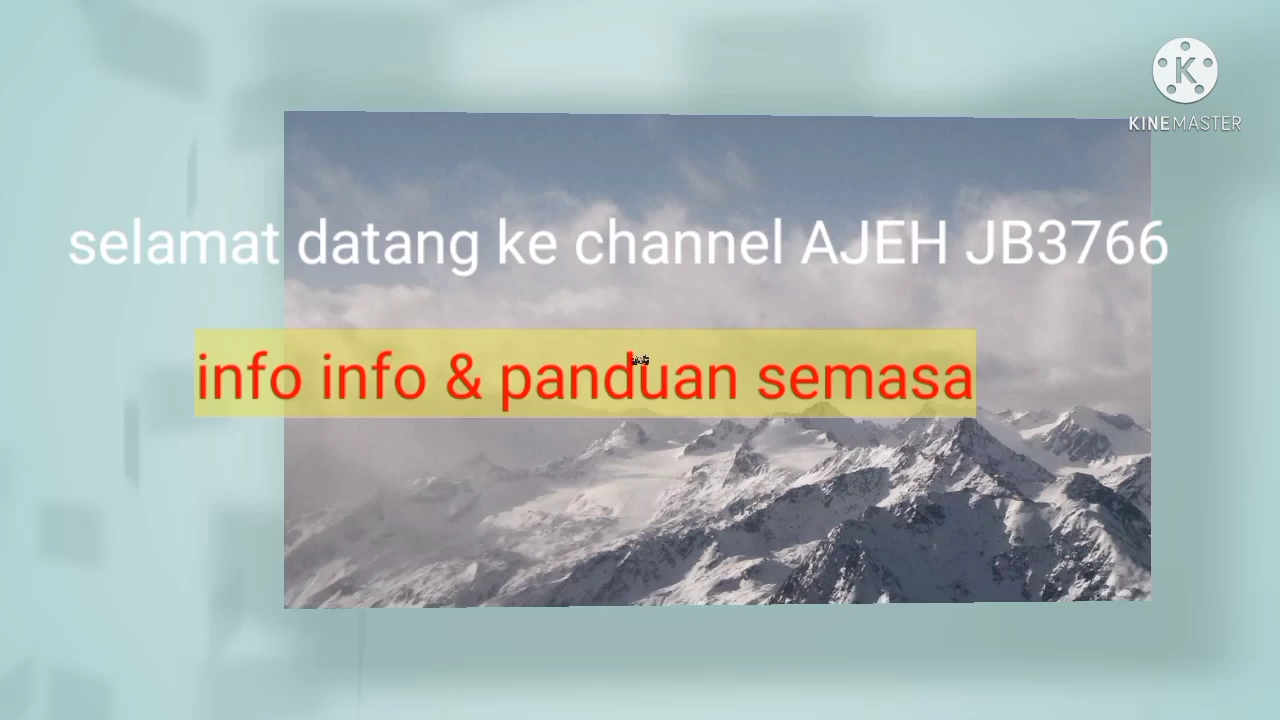 KINEMASTER
selamat datang ke channel AJEH JB3766
info info & panduan semasa